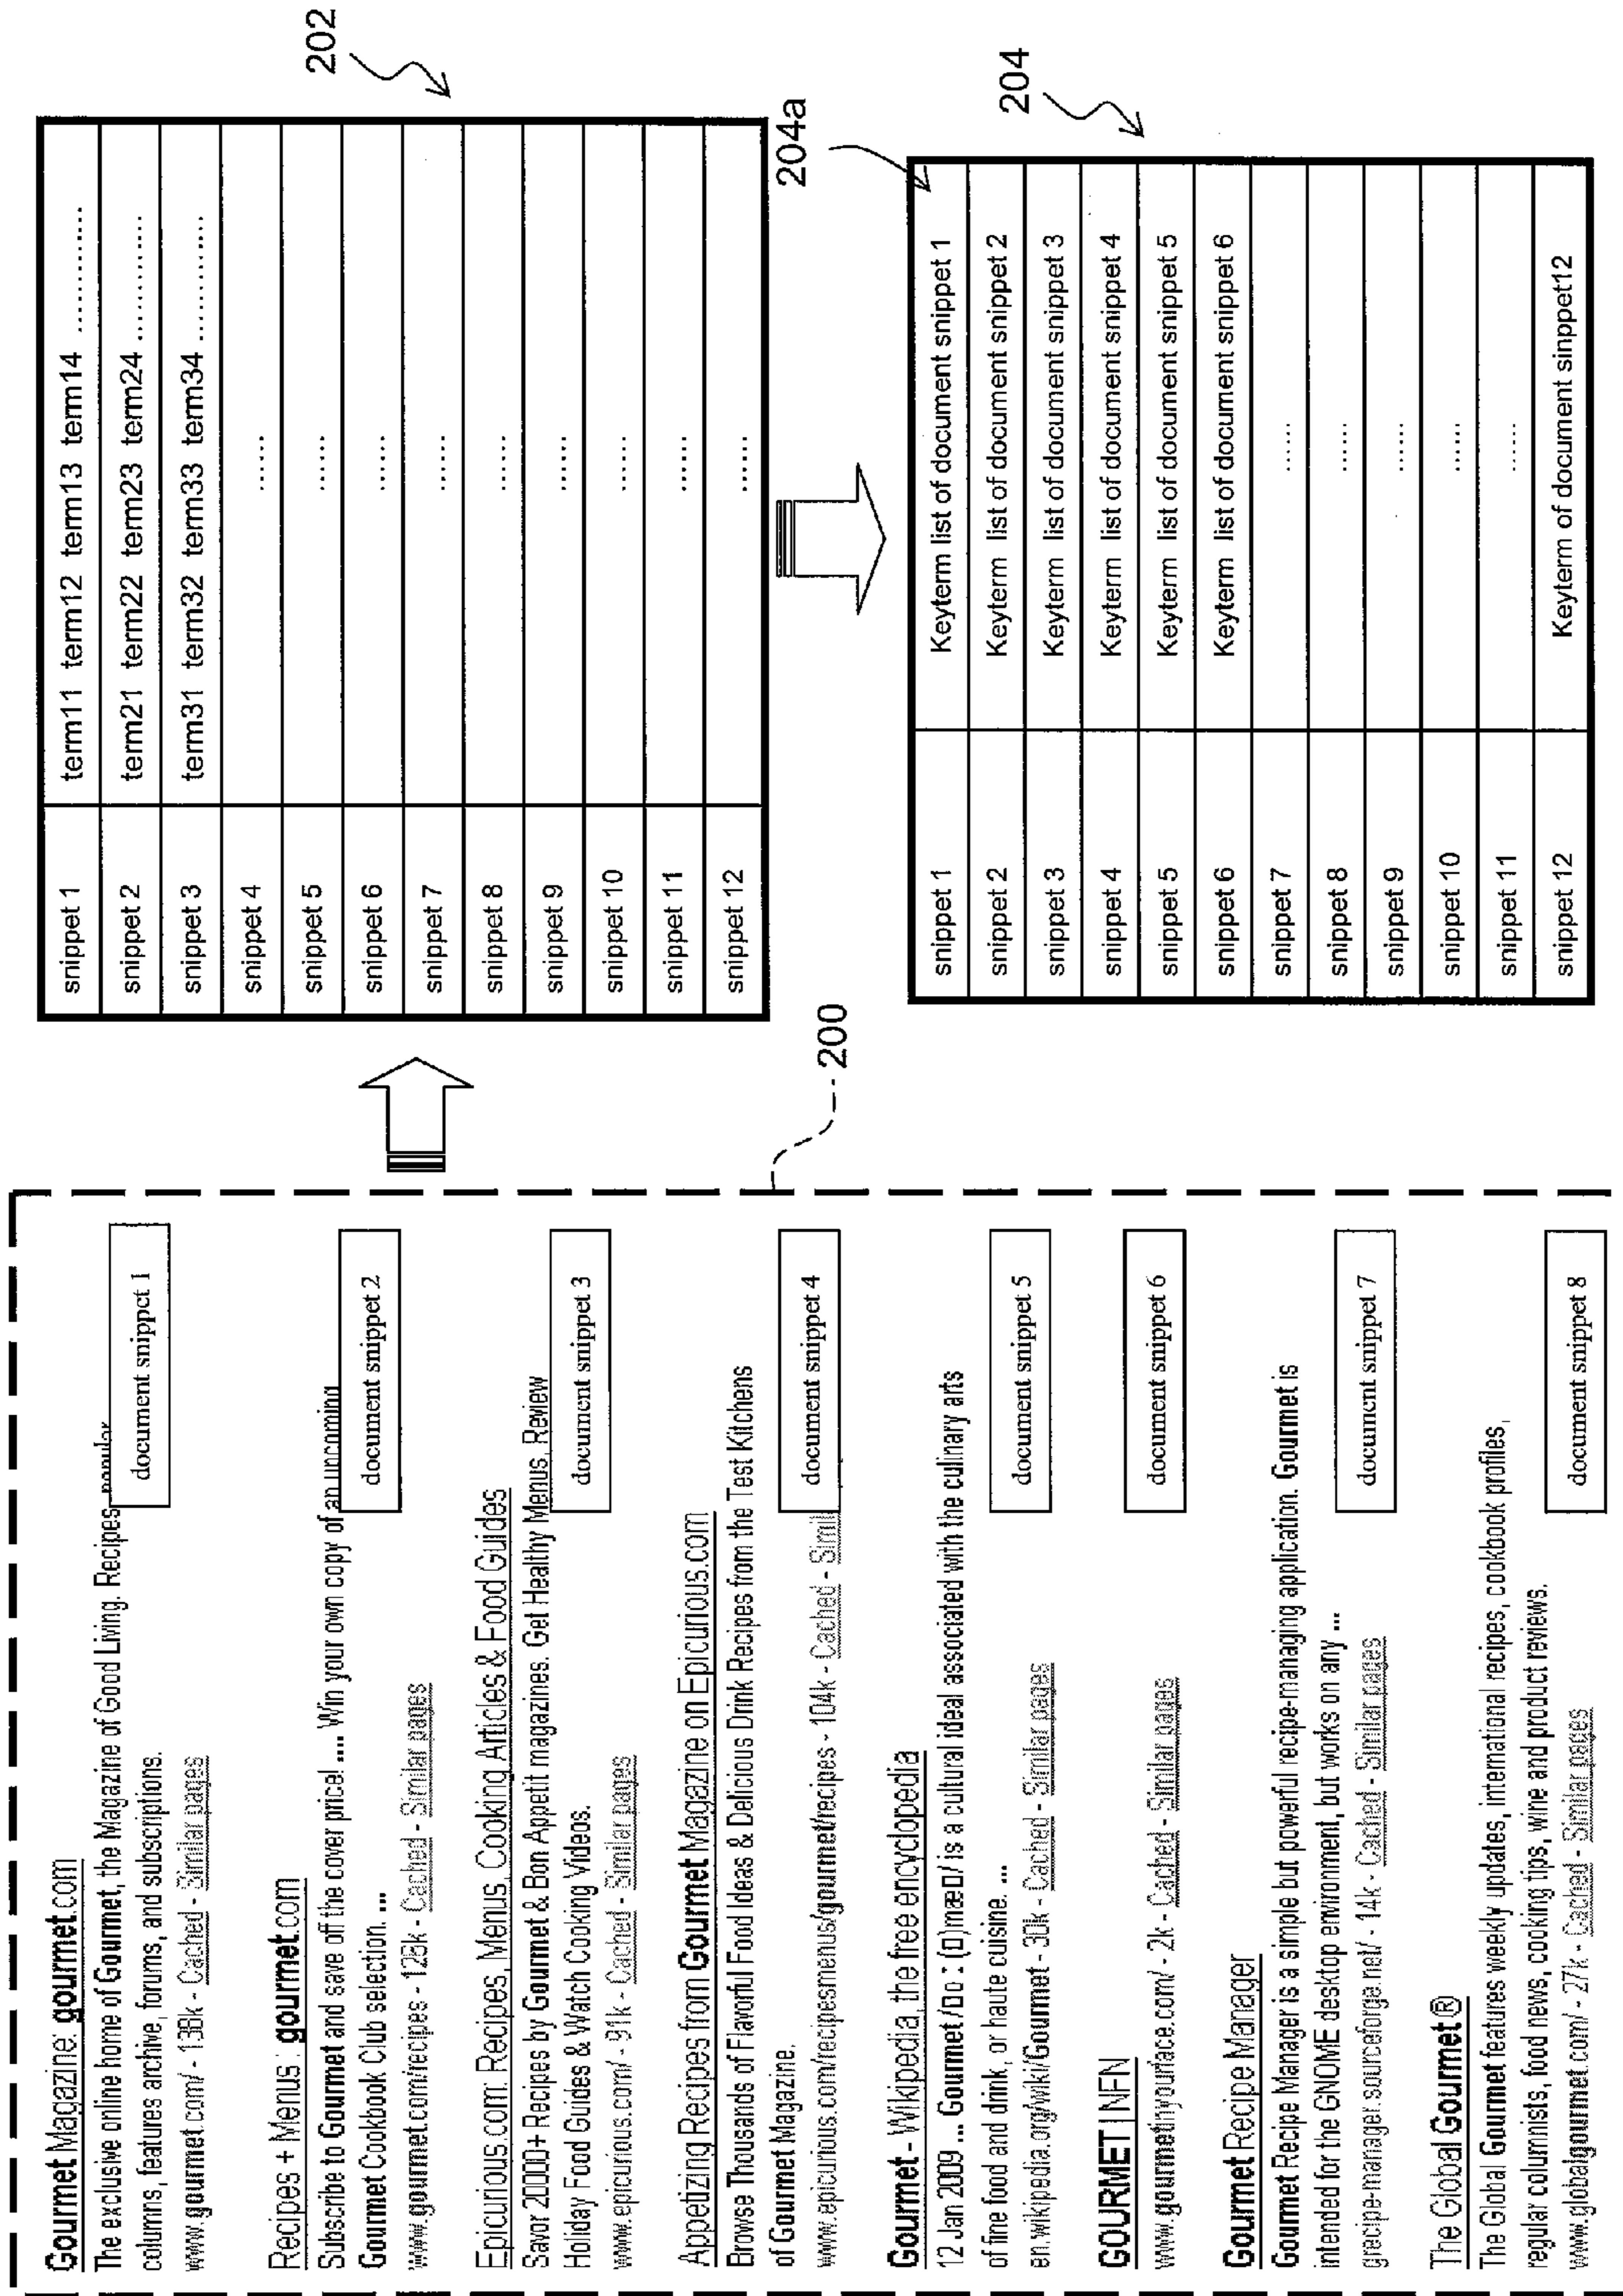 Gourmet Magazine: gourmet.com
The exclusive online home of Gourmet, the Magazine of Good Living. Recipes, popular
columns, features archive, forums, and subscriptions.
www.gourmet.com/ - 138k - Cached - Similar pages
document snippet 1
Recipes + Menus : gourmet.com
Subscribe to Gourmet and save off the cover price! .... Win your own copy of an upcoming
Gourmet Cookbook Club selection. ...
www.gourmet.com/recipes - 126k - Cached - Similar pages
document snippet 2
Epicurious.com: Recipes, Menus, Cooking Articles & Food Guides
Savor 20000+ Recipes by Gourmet & Bon Appetit magazines. Get Healthy Menus, Review
Holiday Food Guides & Watch Cooking Videos.
www.epicurious.com/ - 91k - Cached - Similar pages
document snippet 3
Appetizing Recipes from Gourmet Magazine on Epicurious.com
Browse Thousands of Flavorful Food Ideas & Delicious Drink Recipes from the Test Kitchens
of Gourmet Magazine.
www.epicurious.com/recipesmenus/gourmet/recipes - 104k - Cached - Simil
document snippet 4
Gourmet - Wikipedia, the free encyclopedia
12 Jan 2009 ... Gourmet is a cultural ideal associated with the culinary arts
of fine food and drink, or haute cuisine. ...
en.wikipedia.org/wiki/Gourmet - 30k - Cached - Similar pages
document snippet 5
GOURMET | NFN
www.gourmetinyourface.com/ - 2k - Cached - Similar pages
document snippet 6
Gourmet Recipe Manager
Gourmet Recipe Manager is a simple but powerful recipe-managing application. Gourmet is
intended for the GNOME desktop environment, but works on any ...
grecipe-manager.sourceforge.net/ - 14k - Cached - Similar pages
document snippet 7
The Global Gourmet®
The Global Gourmet features weekly updates, international recipes, cookbook profiles,
regular columnists, food news, cooking tips, wine and product reviews.
www.globalgourmet.com/ - 27k - Cached - Similar pages
document snippet 8
200
snippet 1 term11 term12 term13 term14 ............
snippet 2 term21 term22 term23 term24 ............
snippet 3 term31 term32 term33 term34 ............
snippet 4 ......
snippet 5 ......
snippet 6 ......
snippet 7 ......
snippet 8 ......
snippet 9 ......
snippet 10 ......
snippet 11 ......
snippet 12 ......
202
204a
snippet 1 Keyterm list of document snippet 1
snippet 2 Keyterm list of document snippet 2
snippet 3 Keyterm list of document snippet 3
snippet 4 Keyterm list of document snippet 4
snippet 5 Keyterm list of document snippet 5
snippet 6 Keyterm list of document snippet 6
snippet 7 ......
snippet 8 ......
snippet 9 ......
snippet 10 ......
snippet 11 ......
snippet 12 Keyterm of document sinppet12
204